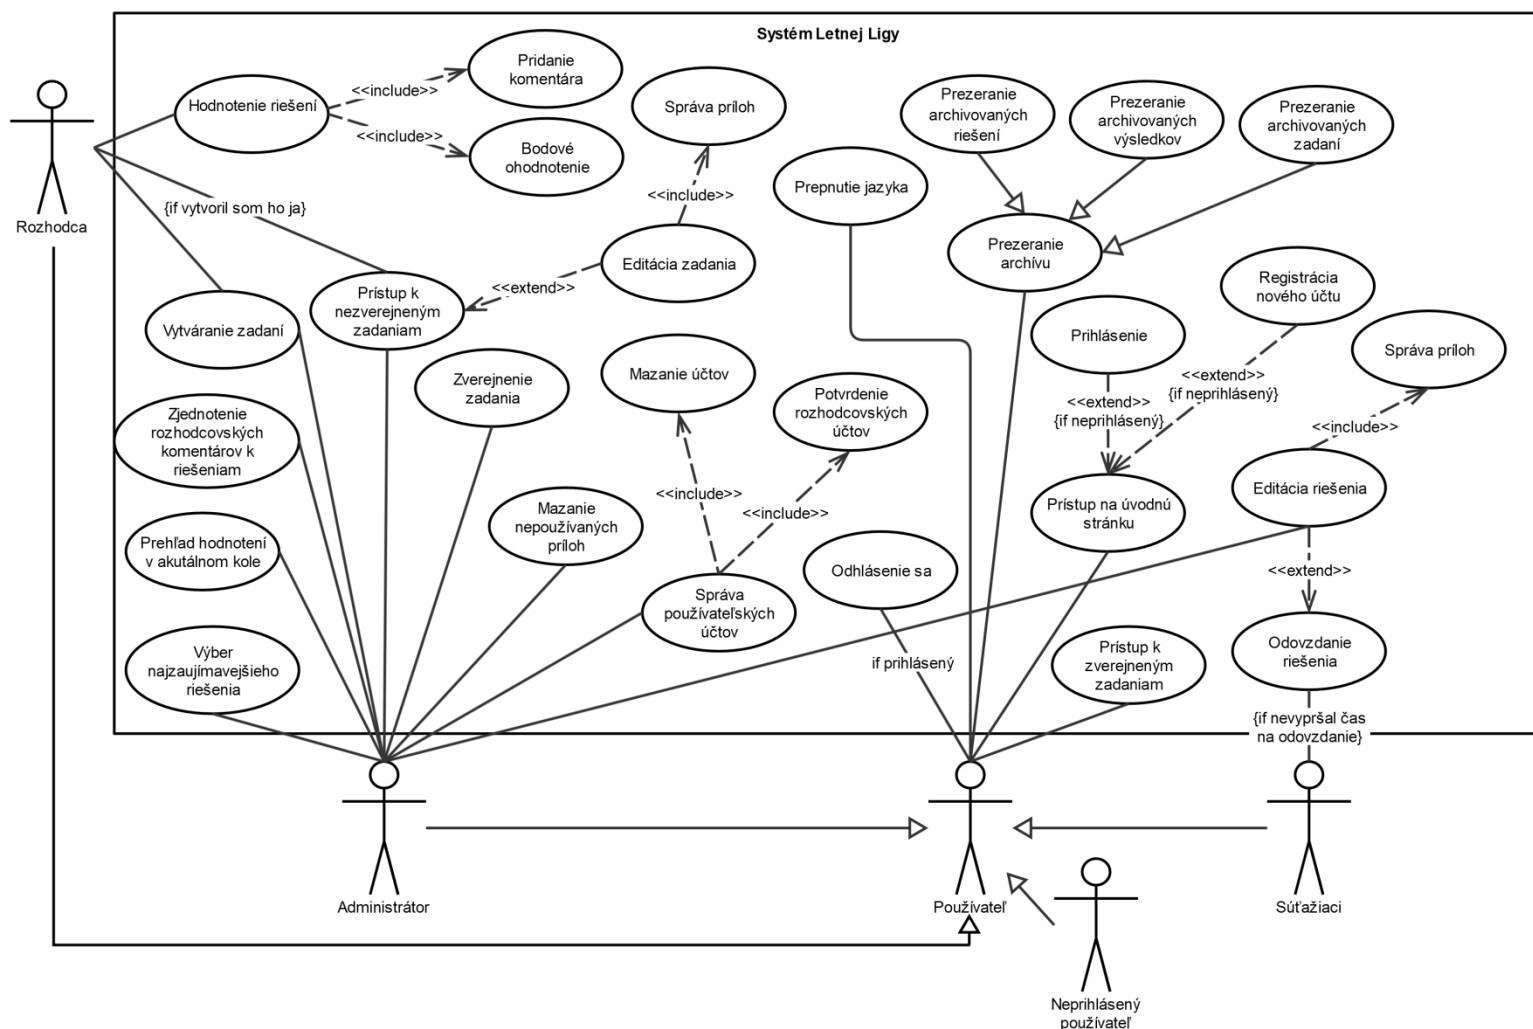 Systém Letnej Ligy
Pridanie
komentára
<<include>>
Hodnotenie riešení
<<include>>
Bodové
ohodnotenie
Správa príloh
<<include>>
Prezeranie
archivovaných
riešení
Prezeranie
archivovaných
výsledkov
Prezeranie
archivovaných
zadaní
Rozhodca
{if vytvoril som ho ja}
Prepnutie jazyka
Prezeranie
archívu
Editácia zadania
<<extend>>
Prístup k
nezverejneným
zadaniam
Vytváranie zadaní
Registrácia
nového účtu
Prihlásenie
Správa príloh
<<extend>>
{if neprihlásený}
<<extend>>
{if neprihlásený}
<<include>>
Zverejnenie
zadania
Mazanie účtov
Potvrdenie
rozhodcovských
účtov
Zjednotenie
rozhodcovských
komentárov k
riešeniam
<<include>>
<<include>>
Editácia riešenia
Prístup na úvodnú
stránku
Mazanie
nepoužívaných
príloh
Prehľad hodnotení
v akutálnom kole
Odhlásenie sa
<<extend>>
Správa
používateľských
účtov
Výber
najzaujímavejšieho
riešenia
if prihlásený
Prístup k
zverejneným
zadaniam
Odovzdanie
riešenia
{if nevypršal čas
na odovzdanie}
Administrátor
Používateľ
Súťažiaci
Neprihlásený
používateľ